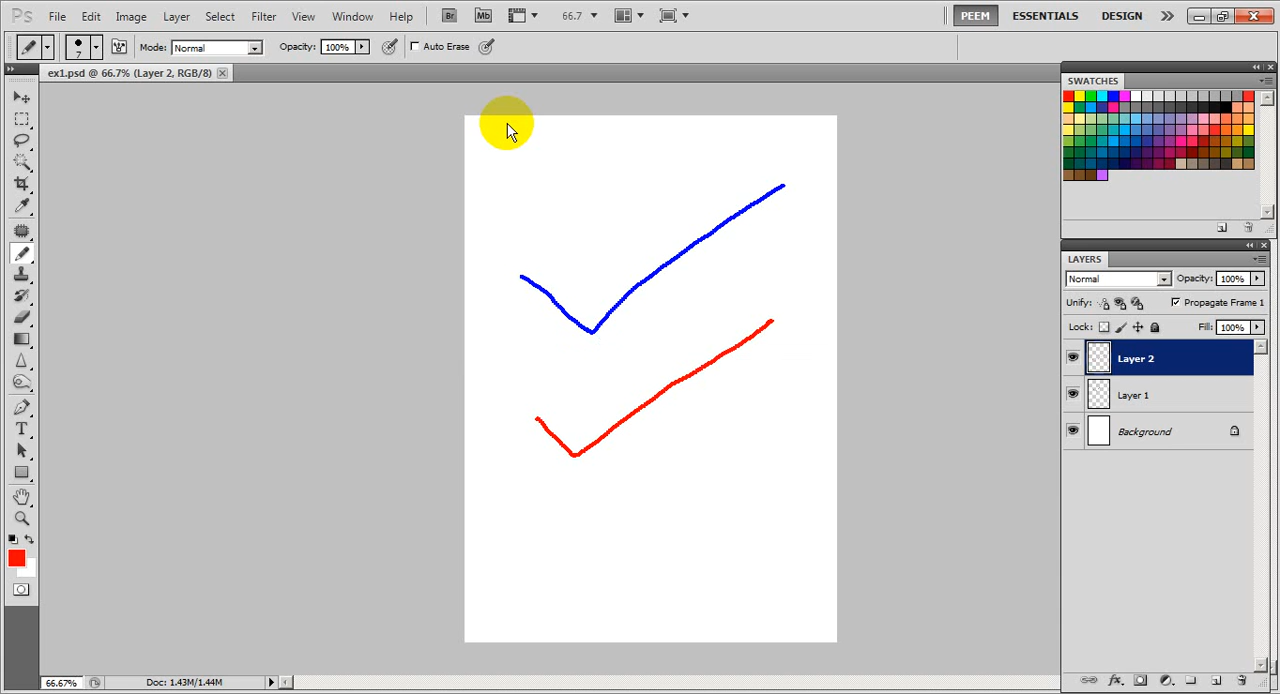 Ps File Edit Image Layer Select Filter View Window Help Br Mb 66.7 PEEM ESSENTIALS DESIGN
7 Mode: Normal Opacity: 100% Auto Erase
ex1.psd @ 66.7% (Layer 2, RGB/8)
SWATCHES
LAYERS
Normal Opacity: 100%
Unify: Propagate Frame 1
Lock: Fill: 100%
Layer 2
Layer 1
Background
T
fx
66.67% Doc: 1.43M/1.44M